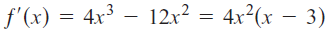 f′(x) = 4x³ − 12x² = 4x²(x − 3)